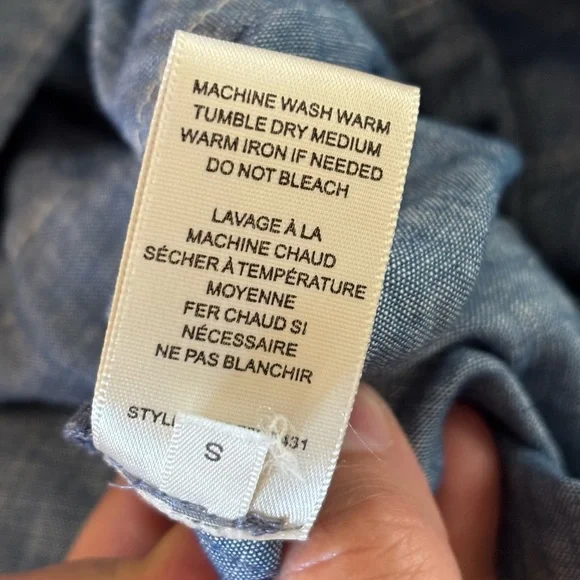 MACHINE WASH WARM
TUMBLE DRY MEDIUM
WARM IRON IF NEEDED
DO NOT BLEACH
LAVAGE À LA
MACHINE CHAUD
SÉCHER À TEMPÉRATURE
MOYENNE
FER CHAUD SI
NÉCESSAIRE
NE PAS BLANCHIR
S